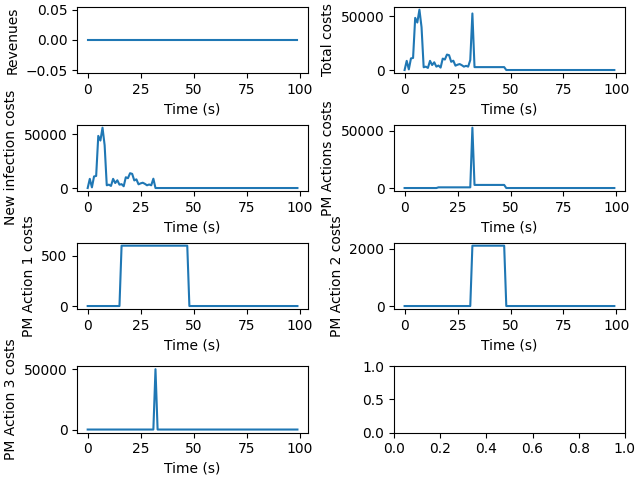 Revenues
0.05
0.00
−0.05
0 25 50 75 100
Time (s)
Total costs
50000
0
0 25 50 75 100
Time (s)
New infection costs
50000
0
0 25 50 75 100
Time (s)
PM Actions costs
50000
0
0 25 50 75 100
Time (s)
PM Action 1 costs
500
0
0 25 50 75 100
Time (s)
PM Action 2 costs
2000
0
0 25 50 75 100
Time (s)
PM Action 3 costs
50000
0
0 25 50 75 100
Time (s)
1.0
0.5
0.0
0.0 0.2 0.4 0.6 0.8 1.0